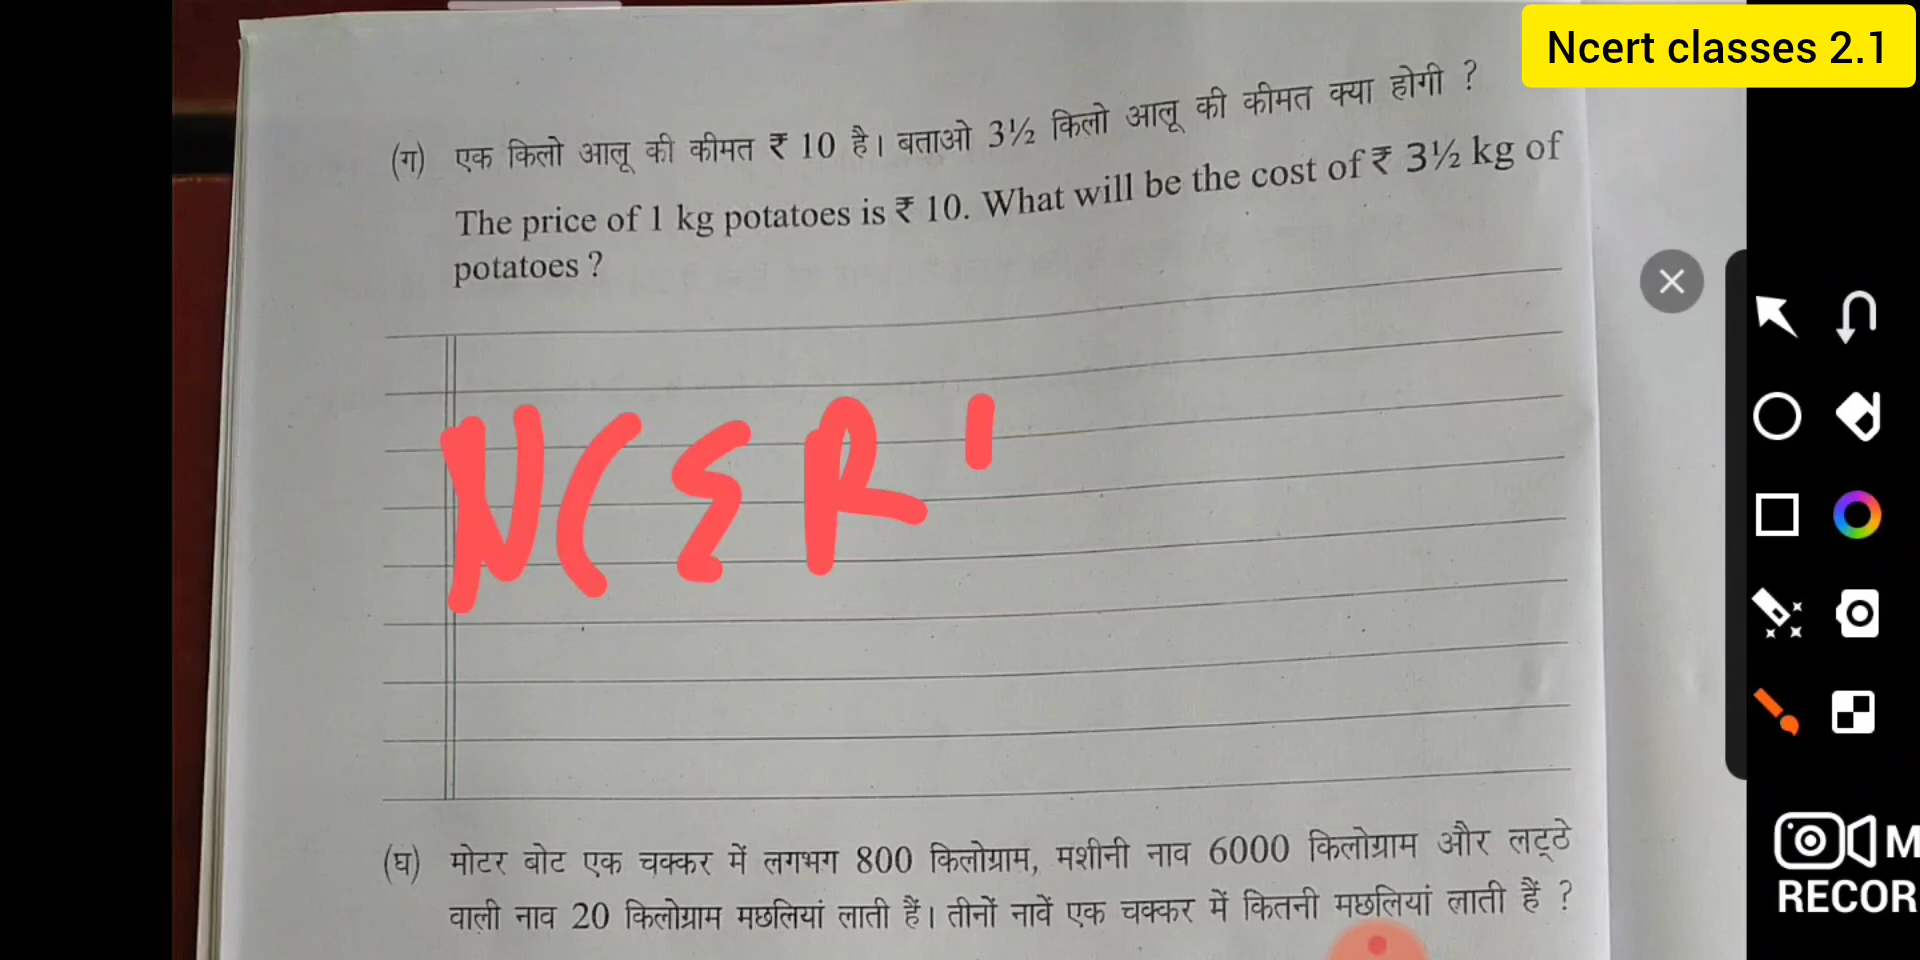 Ncert classes 2.1
(ग) एक किलो आलू की कीमत ₹ 10 है। बताओ 3½ किलो आलू की कीमत क्या होगी ?
The price of 1 kg potatoes is ₹ 10. What will be the cost of ₹ 3½ kg of
potatoes ?
NCER
(घ) मोटर बोट एक चक्कर में लगभग 800 किलोग्राम, मशीनी नाव 6000 किलोग्राम और लट्ठे
वाली नाव 20 किलोग्राम मछलियां लाती हैं। तीनों नावें एक चक्कर में कितनी मछलियां लाती हैं ?
M
RECOR